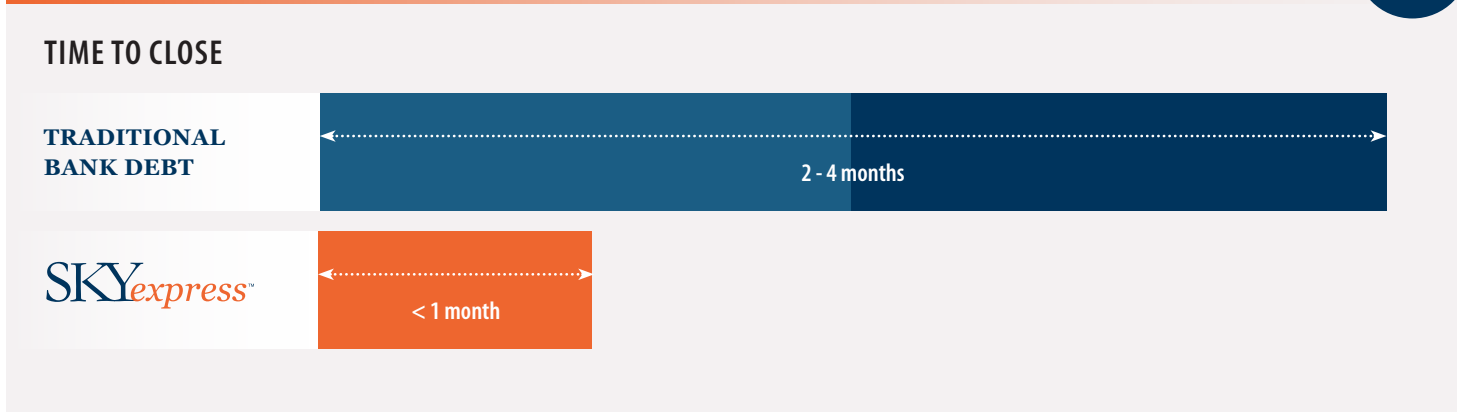 TIME TO CLOSE
TRADITIONAL
BANK DEBT
2 - 4 months
SKYexpress™
< 1 month